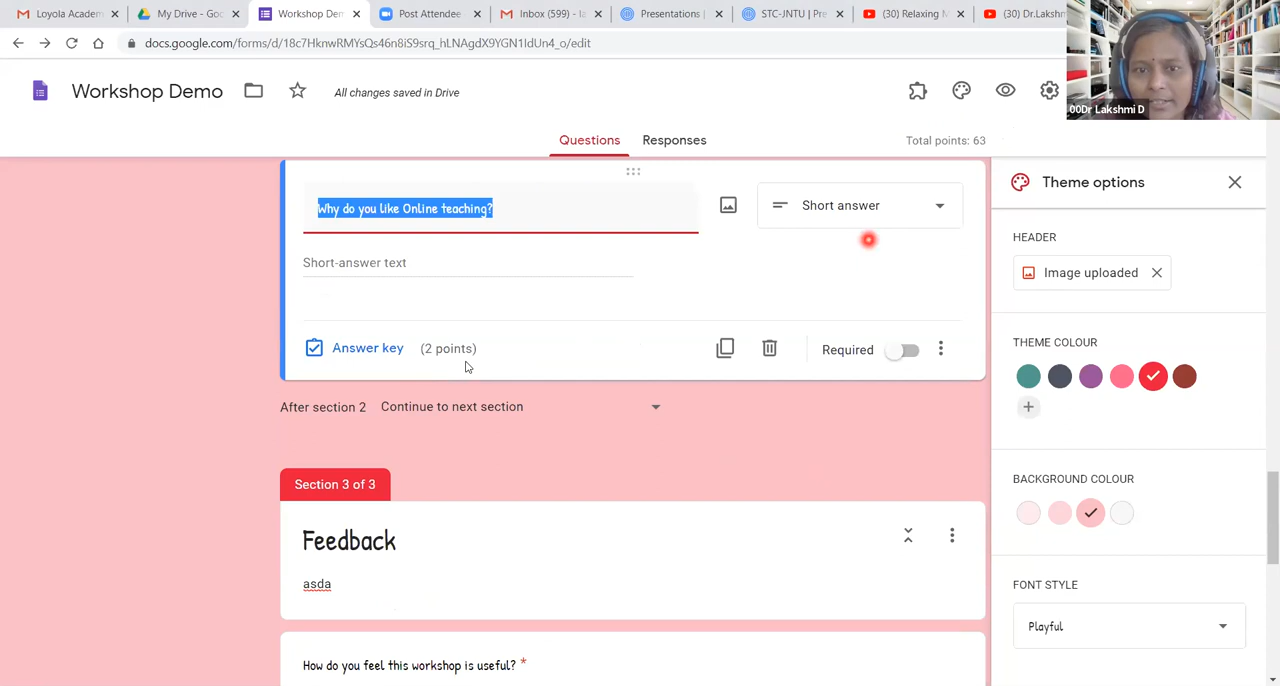 Loyola Academ
My Drive - Goo
Workshop Dem
Post Attendee
Inbox (599) - la
Presentations |
STC-JNTU | Pre
(30) Relaxing M
(30) Dr.Lakshm
docs.google.com/forms/d/18c7HknwRMYsQs46n8iS9srq_hLNAgdX9YGN1IdUn4_o/edit
Workshop Demo
All changes saved in Drive
00Dr Lakshmi D
Questions
Responses
Total points: 63
Why do you like Online teaching?
Short answer
Short-answer text
Answer key
(2 points)
Required
After section 2
Continue to next section
Section 3 of 3
Feedback
asda
How do you feel this workshop is useful? *
Theme options
HEADER
Image uploaded
THEME COLOUR
BACKGROUND COLOUR
FONT STYLE
Playful